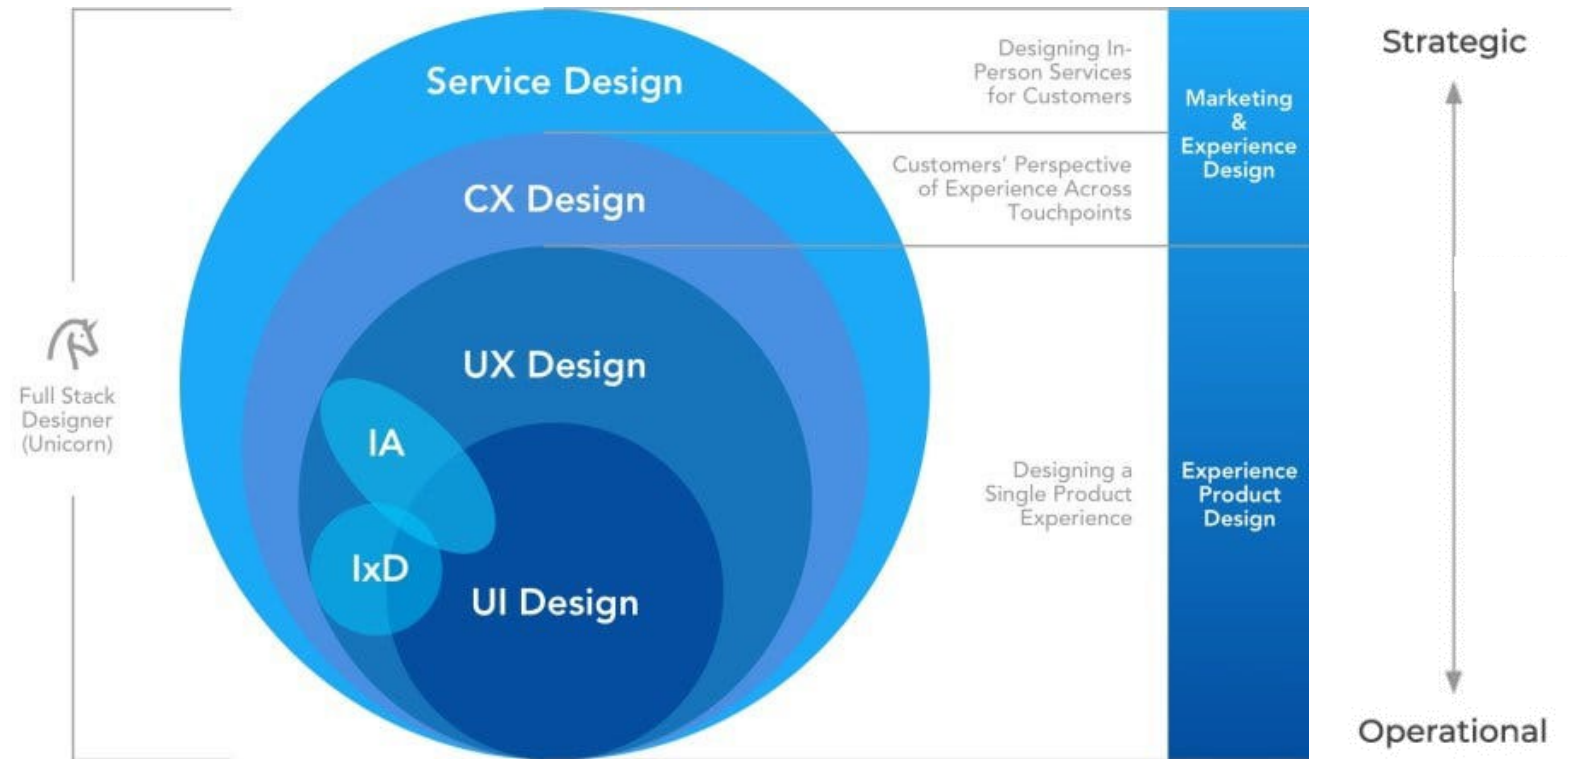 Service Design
CX Design
UX Design
IA
IxD
UI Design
Full Stack
Designer
(Unicorn)
Designing In-
Person Services
for Customers
Customers’ Perspective
of Experience Across
Touchpoints
Designing a
Single Product
Experience
Marketing
&
Experience
Design
Experience
Product
Design
Strategic
Operational